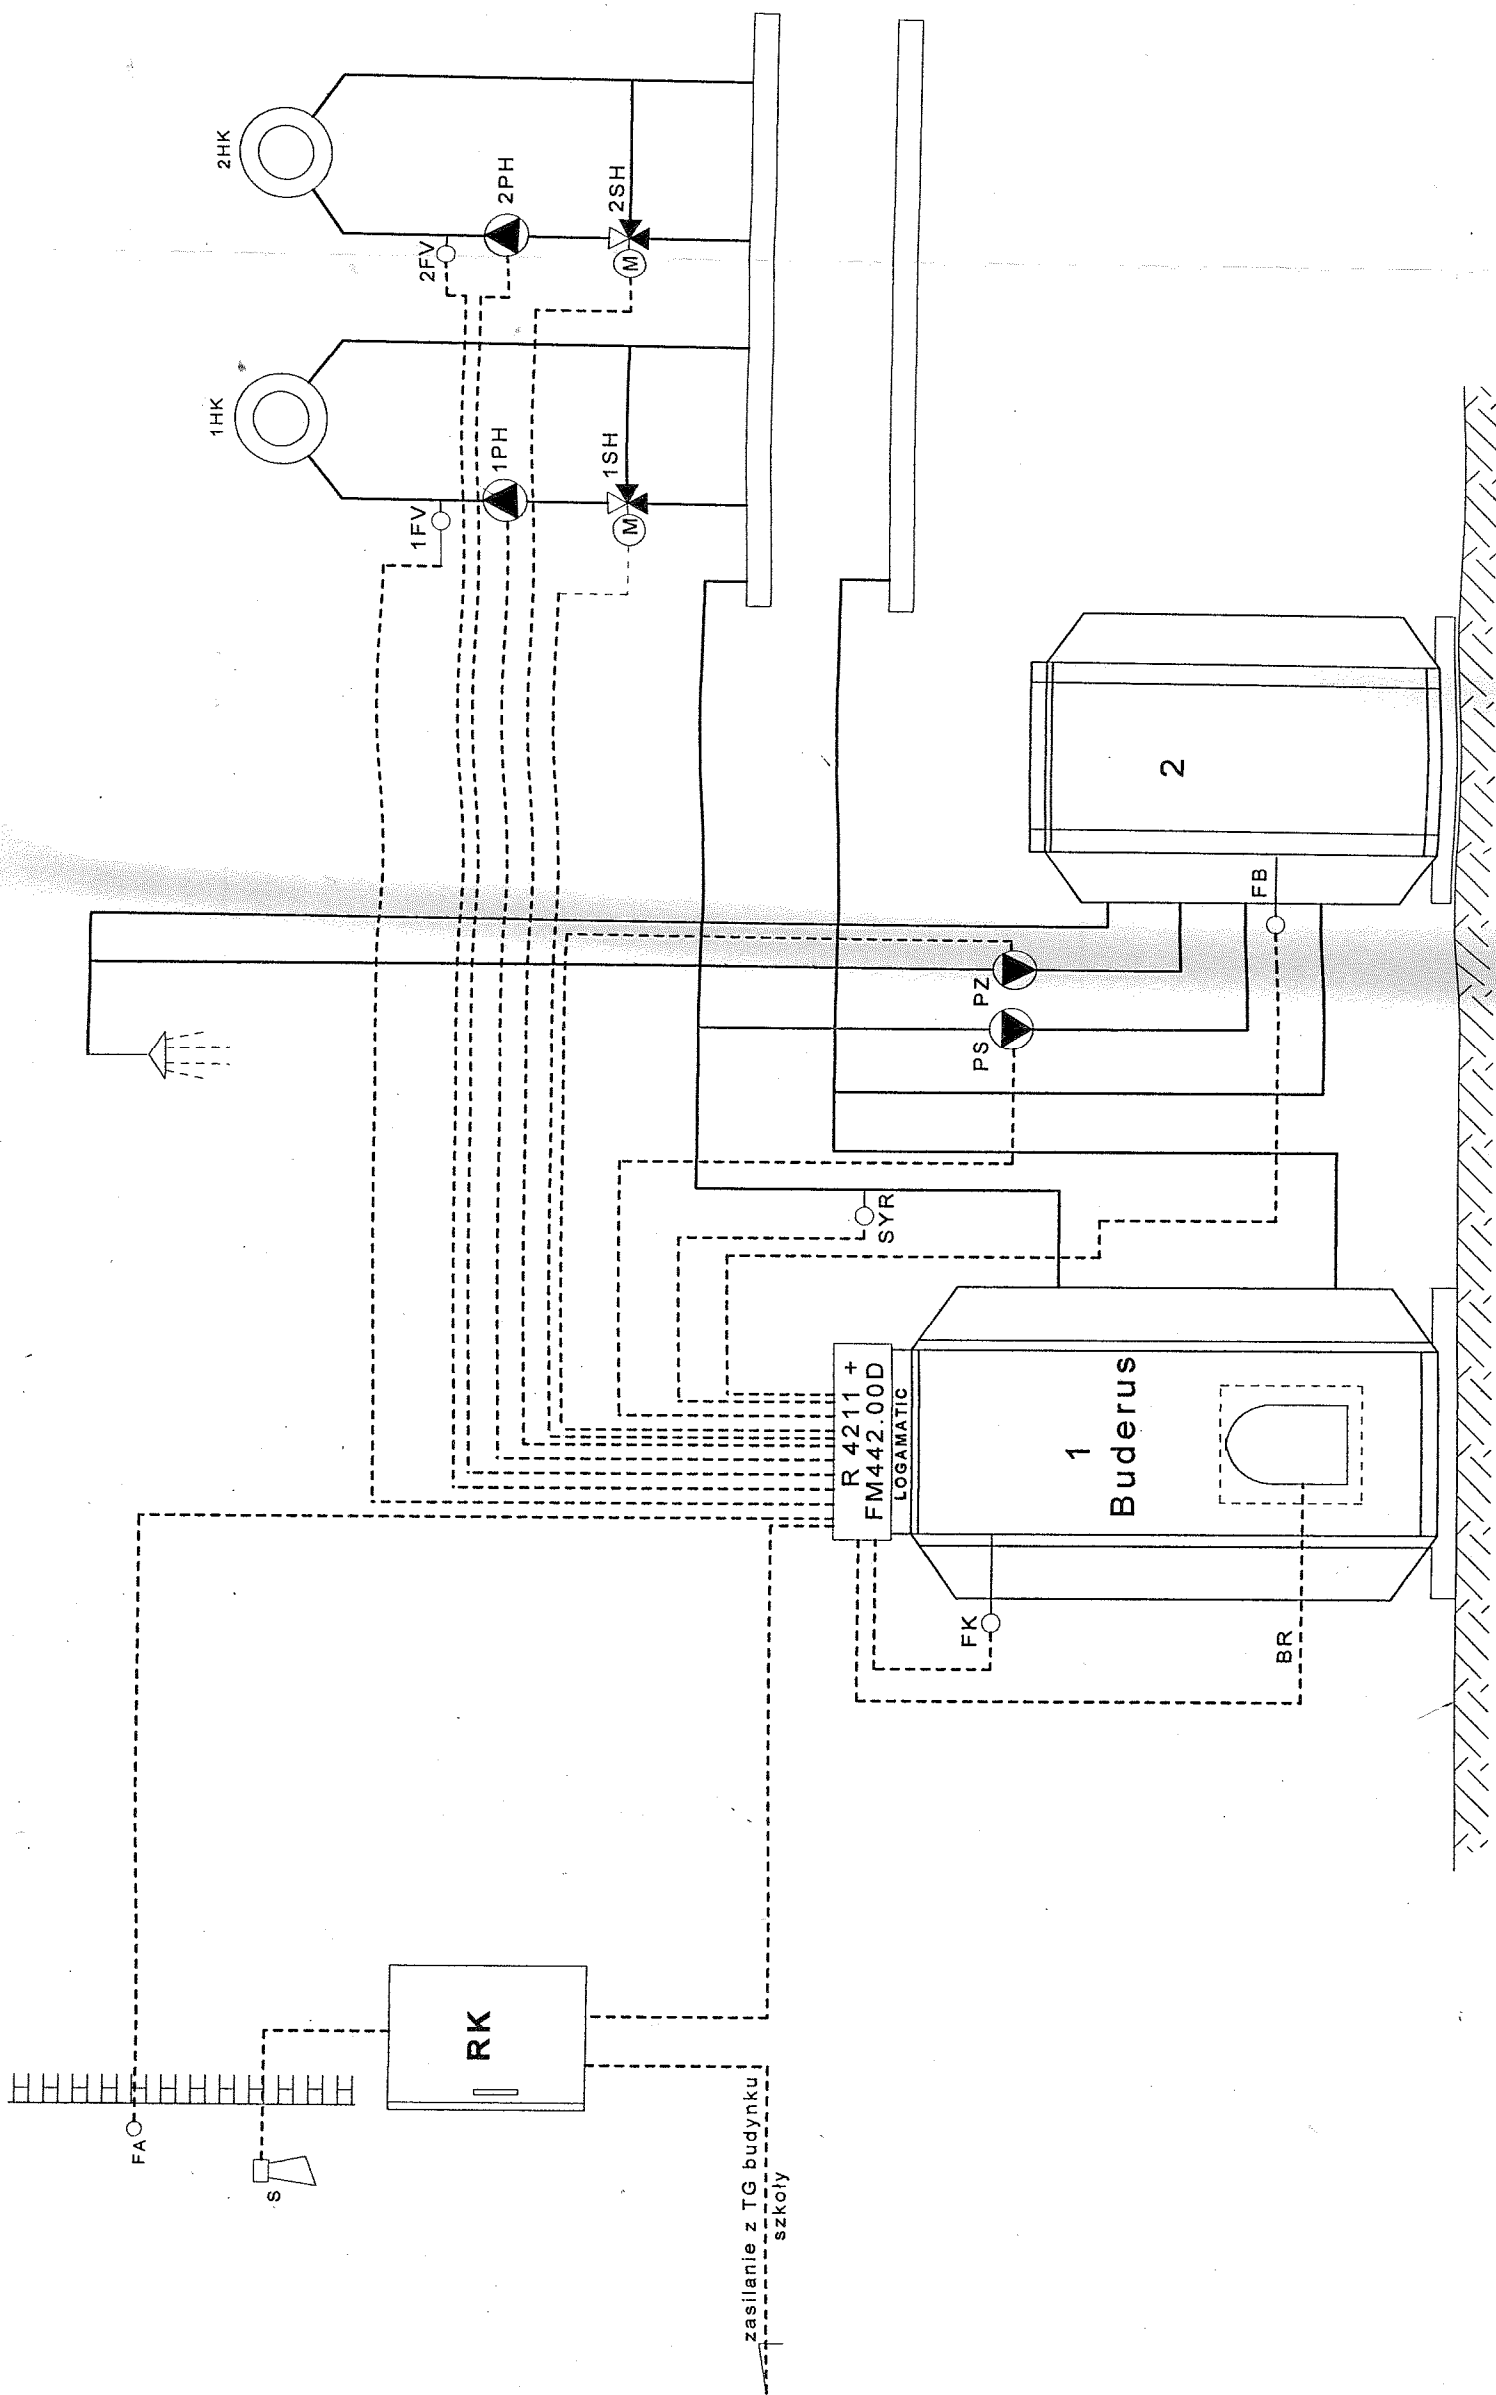 zasilanie z TG budynku
szkoły
FA
S
RK
FK
BR
R 4211 +
FM442.00D
LOGAMATIC
1
Buderus
SYR
PS
PZ
FB
2
1HK
1FV
1PH
1SH
M
2HK
2FV
2PH
2SH
M